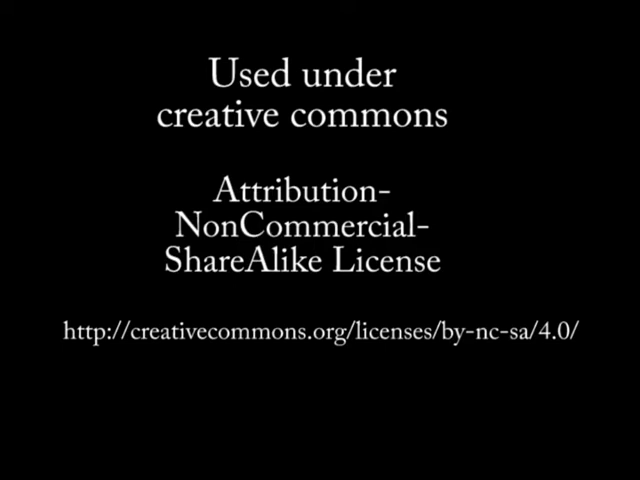 Used under
creative commons
Attribution-
NonCommercial-
ShareAlike License
http://creativecommons.org/licenses/by-nc-sa/4.0/